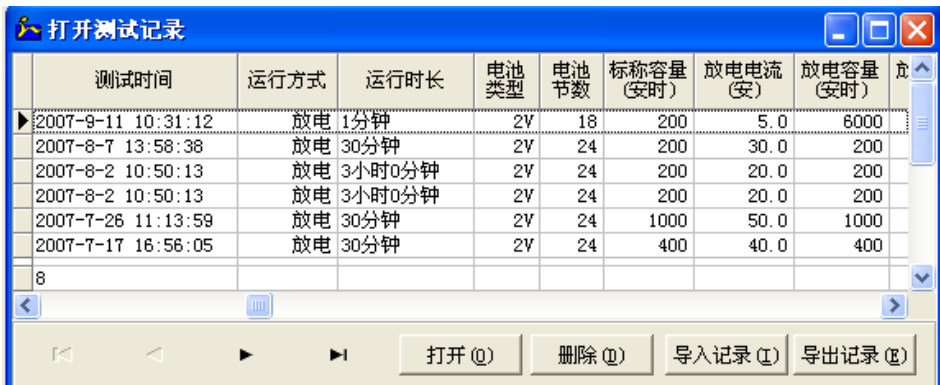 打开测试记录
测试时间 运行方式 运行时长 电池类型 电池节数 标称容量(安时) 放电电流(安) 放电容量(安时)
2007-9-11 10:31:12 放电 1分钟 2V 18 200 5.0 6000
2007-8-7 13:58:38 放电 30分钟 2V 24 200 30.0 200
2007-8-2 10:50:13 放电 3小时0分钟 2V 24 200 20.0 200
2007-8-2 10:50:13 放电 3小时0分钟 2V 24 200 20.0 200
2007-7-26 11:13:59 放电 30分钟 2V 24 1000 50.0 1000
2007-7-17 16:56:05 放电 30分钟 2V 24 400 40.0 400
8
打开(O) 删除(D) 导入记录(I) 导出记录(E)